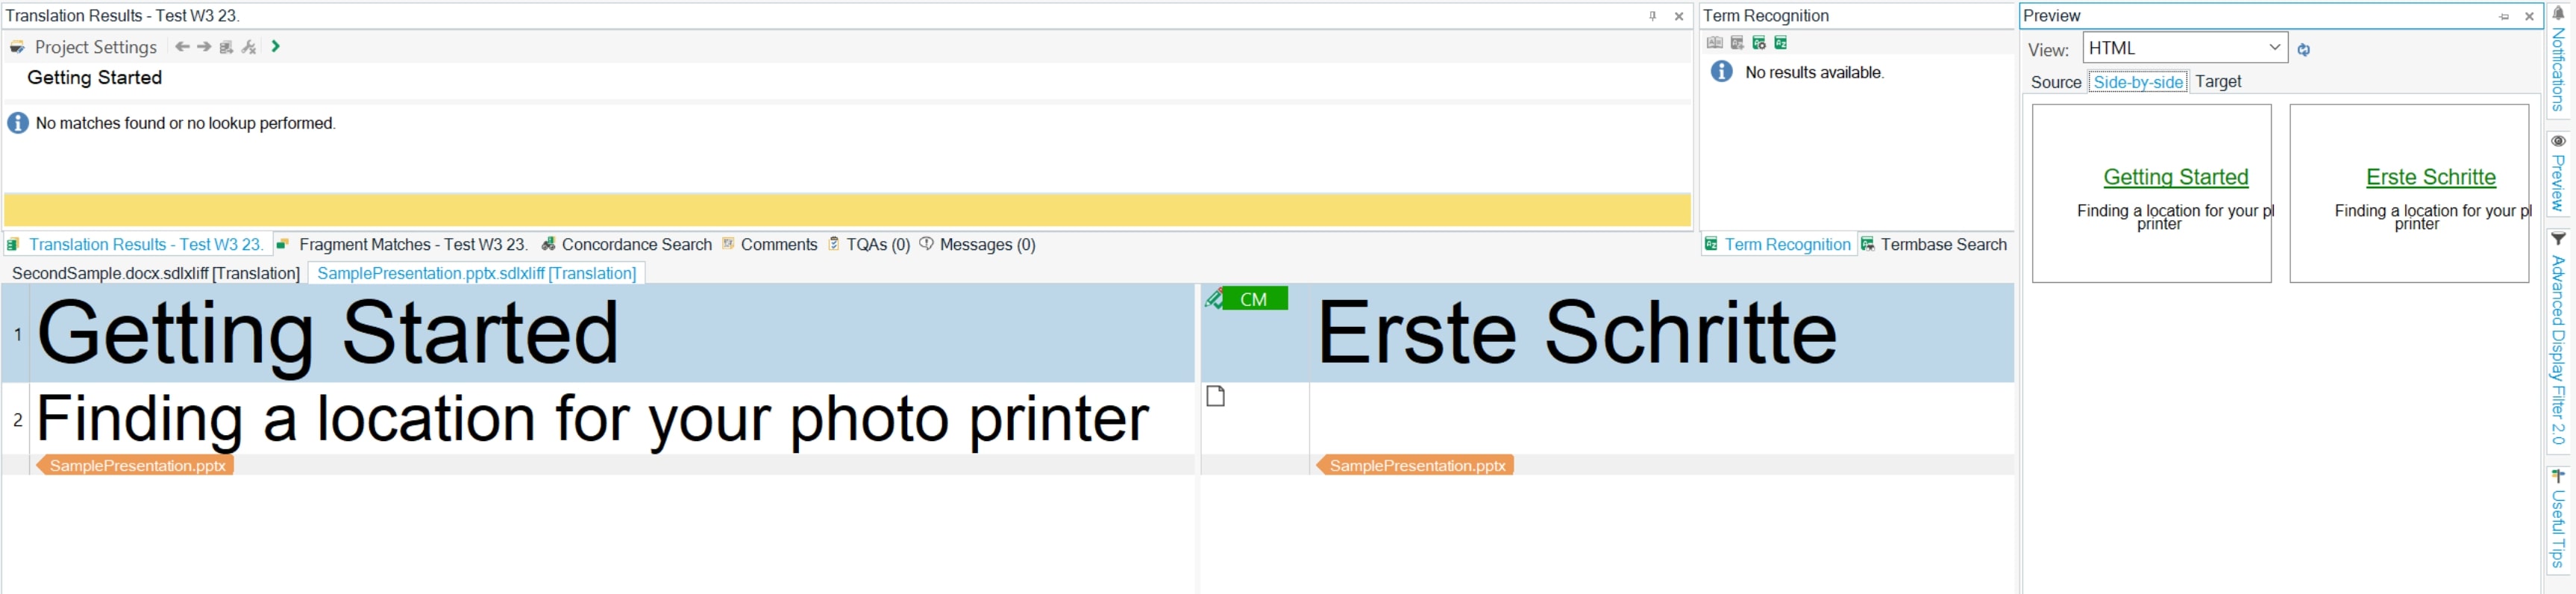 Translation Results - Test W3 23.
Project Settings
Getting Started
No matches found or no lookup performed.
Translation Results - Test W3 23.
Fragment Matches - Test W3 23.
Concordance Search
Comments
TQAs (0)
Messages (0)
Term Recognition
No results available.
Term Recognition
Termbase Search
SecondSample.docx.sdlxliff [Translation]
SamplePresentation.pptx.sdlxliff [Translation]
1
Getting Started
CM
Erste Schritte
2
Finding a location for your photo printer
SamplePresentation.pptx
SamplePresentation.pptx
Preview
View:
HTML
Source
Side-by-side
Target
Getting Started
Finding a location for your pl
printer
Erste Schritte
Finding a location for your pl
printer
Notifications
Preview
Advanced Display Filter 2.0
Useful Tips